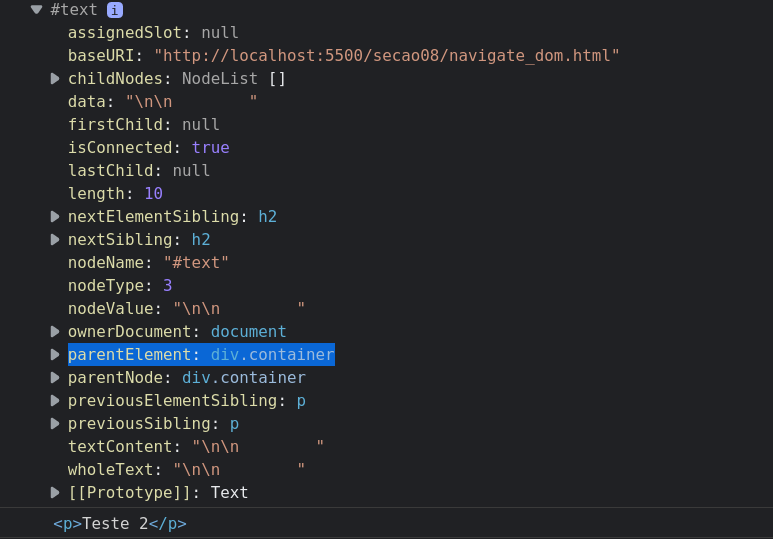 #text i
assignedSlot: null
baseURI: "http://localhost:5500/secao08/navigate_dom.html"
childNodes: NodeList []
data: "\n\n        "
firstChild: null
isConnected: true
lastChild: null
length: 10
nextElementSibling: h2
nextSibling: h2
nodeName: "#text"
nodeType: 3
nodeValue: "\n\n        "
ownerDocument: document
parentElement: div.container
parentNode: div.container
previousElementSibling: p
previousSibling: p
textContent: "\n\n        "
wholeText: "\n\n        "
[[Prototype]]: Text
<p>Teste 2</p>